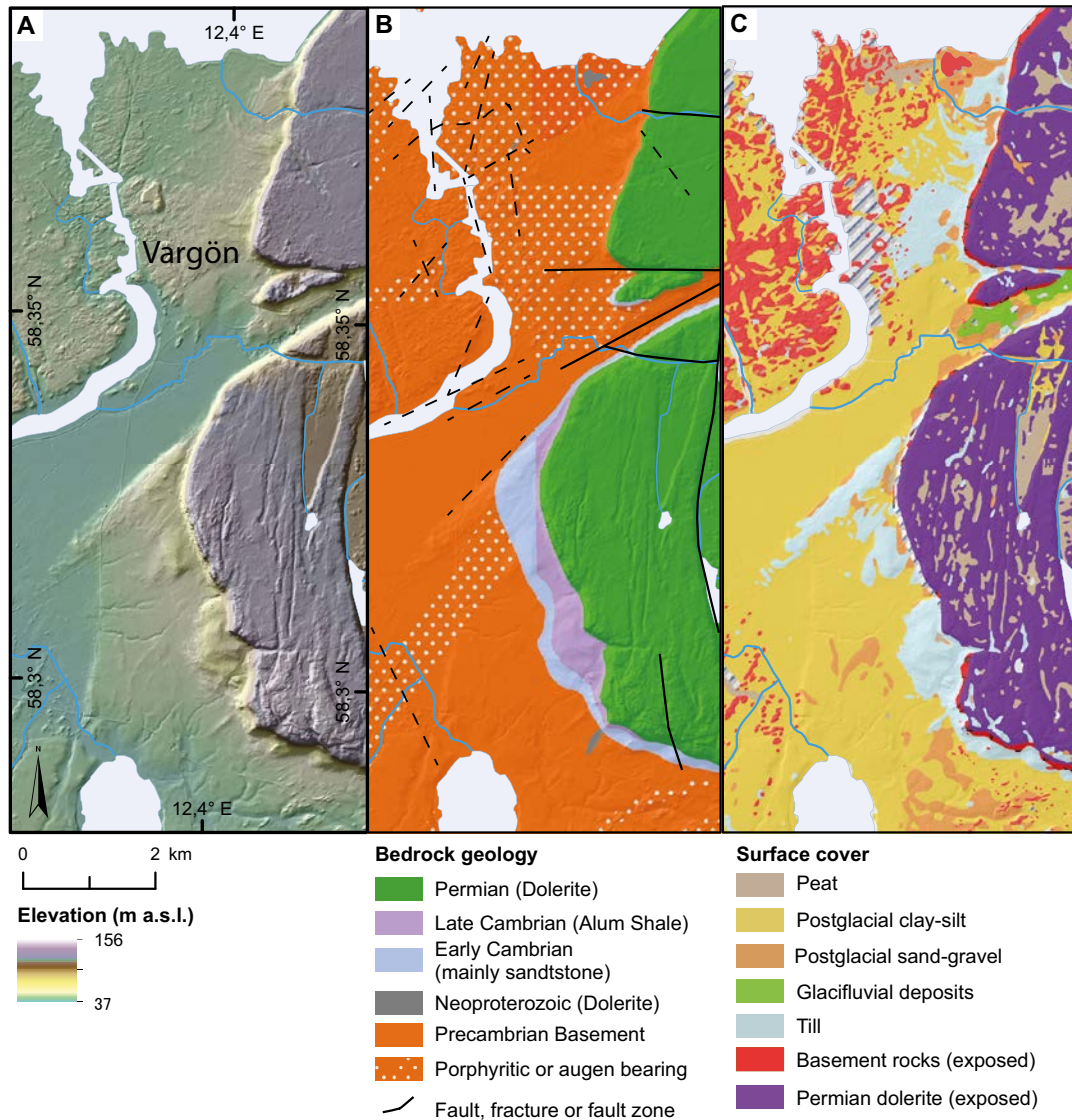 A
12,4° E
B
C
Vargön
58,35° N
58,35° N
58,3° N
58,3° N
N
12,4° E
0 2 km
Elevation (m a.s.l.)
156
37
Bedrock geology
Permian (Dolerite)
Late Cambrian (Alum Shale)
Early Cambrian
(mainly sandtstone)
Neoproterozoic (Dolerite)
Precambrian Basement
Porphyritic or augen bearing
Fault, fracture or fault zone
Surface cover
Peat
Postglacial clay-silt
Postglacial sand-gravel
Glacifluvial deposits
Till
Basement rocks (exposed)
Permian dolerite (exposed)